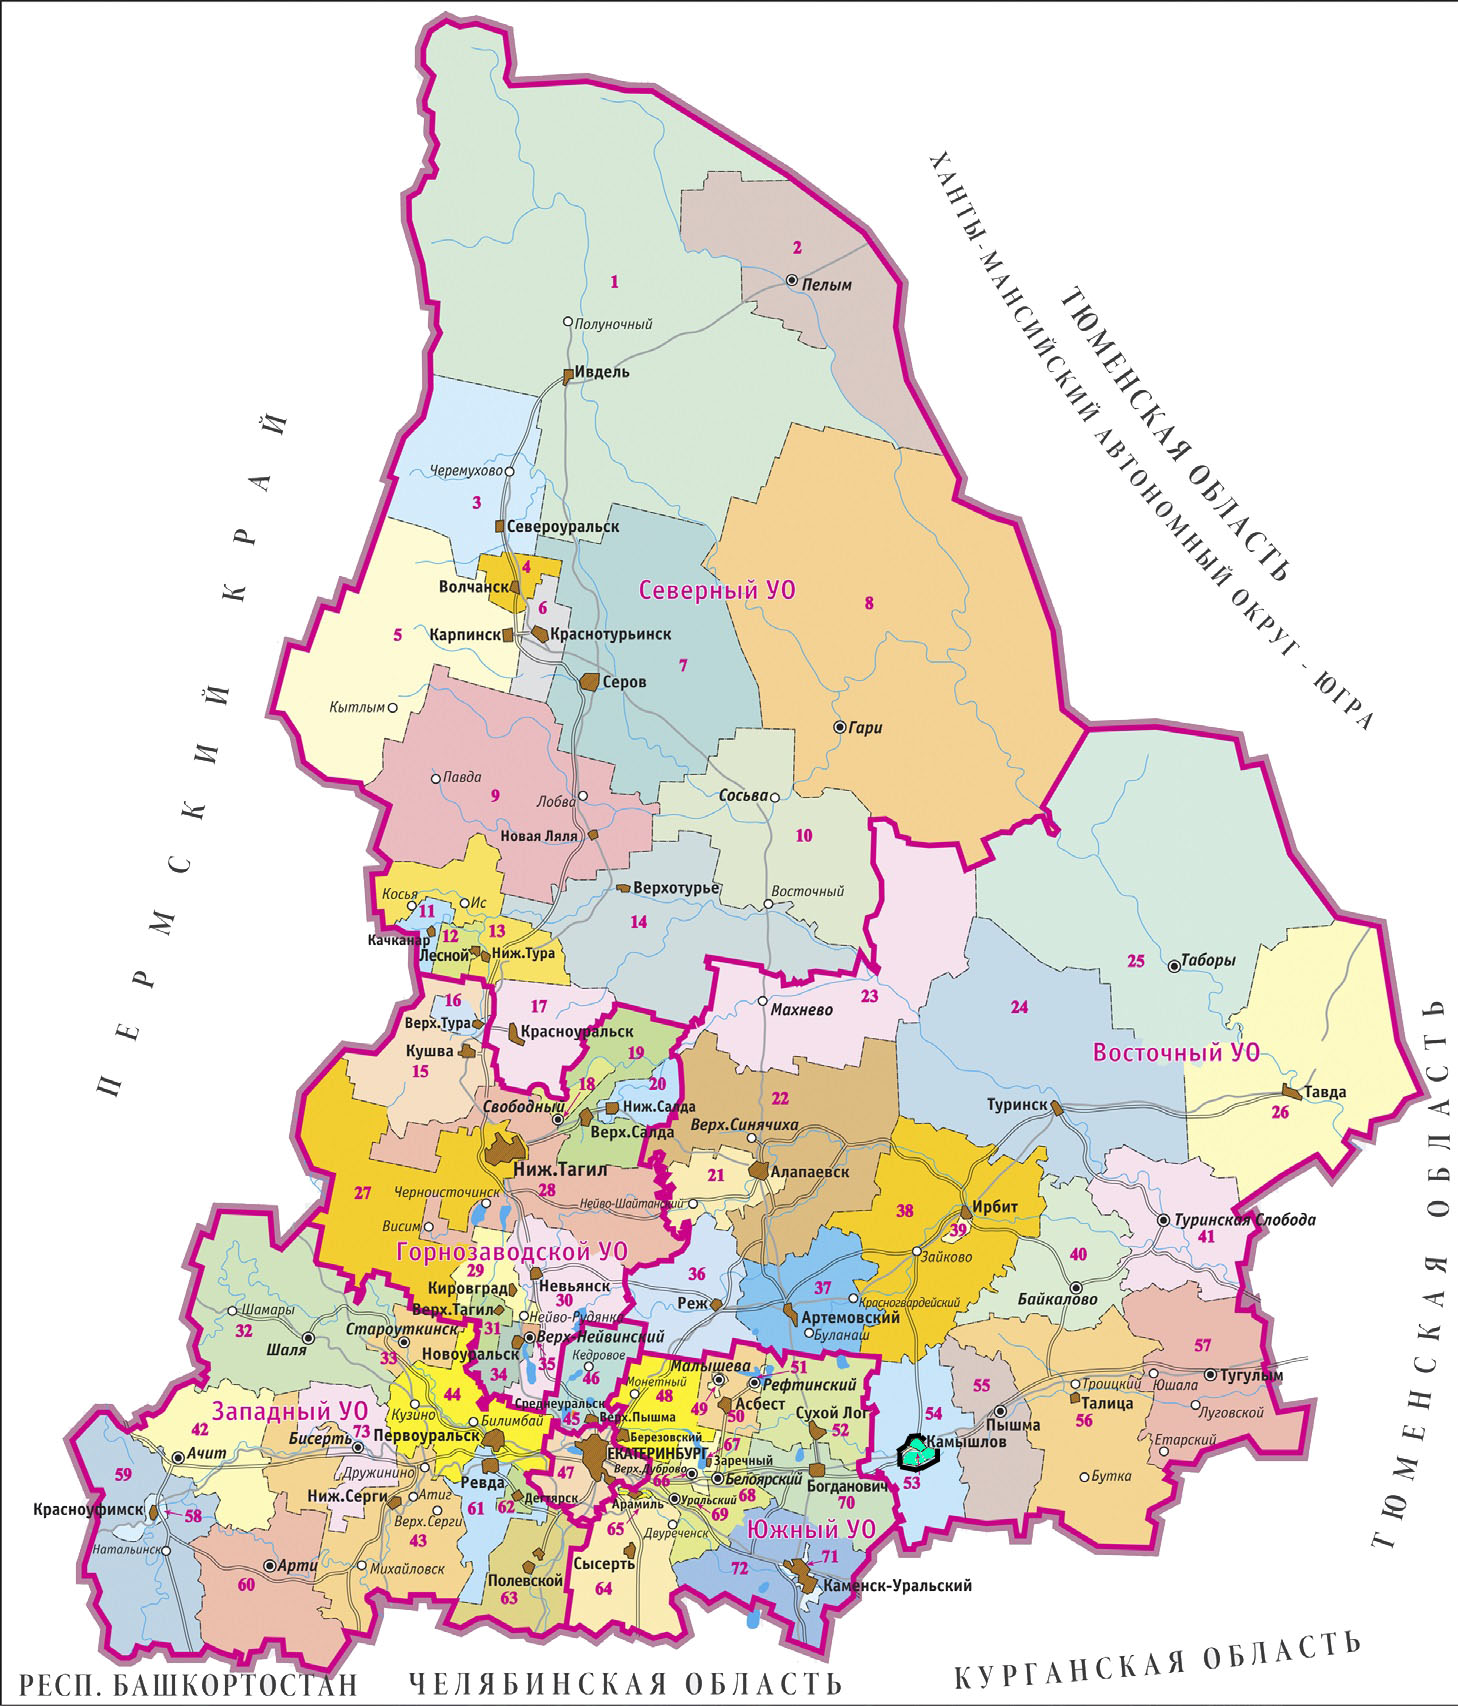 ХАНТЫ-МАНСИЙСКИЙ АВТОНОМНЫЙ ОКРУГ - ЮГРА
ТЮМЕНСКАЯ ОБЛАСТЬ
2
Пелым
1
Полуночный
Ивдель
ПЕРМСКИЙ КРАЙ
Черемухово
3
Североуральск
4
Волчанск
Северный УО
8
6
5
Карпинск
Краснотурьинск
7
Серов
Кытлым
Гари
Павда
9
Лобва
Сосьва
Новая Ляля
10
Верхотурье
Восточный
Косья
Ис
11
14
Качканар
12
13
Лесной
Ниж.Тура
25
Таборы
16
17
Махнево
23
24
Верх.Тура
Красноуральск
Кушва
19
Восточный УО
15
18
20
Тавда
26
Свободный
Ниж.Салда
22
Туринск
Верх.Салда
Верх.Синячиха
Ниж.Тагил
21
Алапаевск
27
28
Черноисточинск
Нейво-Шайтанский
38
Ирбит
Висим
39
Туринская Слобода
41
Горнозаводской УО
Зайково
40
29
36
37
Кировград
Невьянск
30
Байкалово
Верх.Тагил
Реж
Красногвардейский
Шамары
Нейво-Рудянка
Артемовский
32
Староуткинск
31
Верх-Нейвинский
Буланаш
Шаля
33
Новоуральск
35
Кедровое
57
34
46
Малышева
51
Тугулым
44
Монетный
48
Рефтинский
55
Троицкий
Юшала
Среднеуральск
49
50
Асбест
Талица
Луговской
Западный УО
Кузино
45
Верх.Пышма
Сухой Лог
54
Пышма
56
42
73
Билимбай
52
Бисерть
Первоуральск
Березовский
Камышлов
Етарский
Ачит
ЕКАТЕРИНБУРГ
67
Заречный
59
Дружинино
Ревда
47
Верх.Дуброво
66
Белоярский
53
Бутка
Ниж.Серги
Атиг
61
62
Дегтярск
Богданович
Красноуфимск
58
Верх.Серги
Арамиль
Уральский
68
70
43
65
69
Южный УО
Натальинск
Двуреченск
Арти
Михайловск
Сысерть
72
71
60
Полевской
64
Каменск-Уральский
63
ТЮМЕНСКАЯ ОБЛАСТЬ
РЕСП. БАШКОРТОСТАН
ЧЕЛЯБИНСКАЯ ОБЛАСТЬ
КУРГАНСКАЯ ОБЛАСТЬ